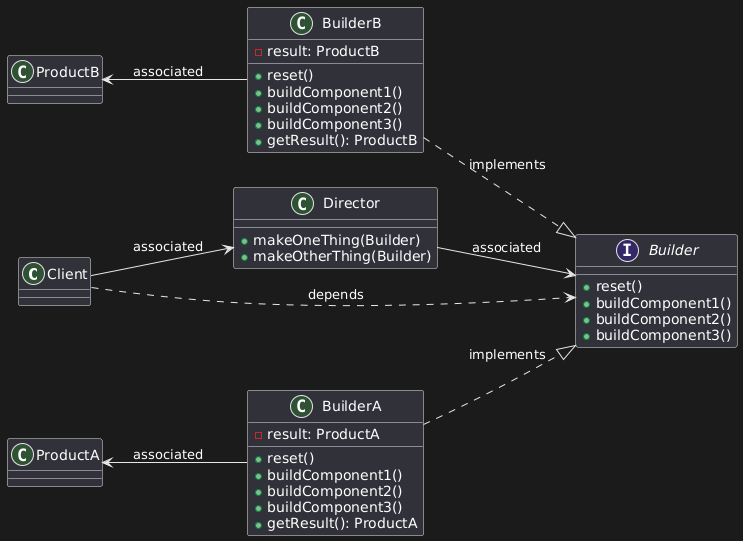 C BuilderB
result: ProductB
reset()
buildComponent1()
buildComponent2()
buildComponent3()
getResult(): ProductB
C ProductB
associated
implements
C Director
makeOneThing(Builder)
makeOtherThing(Builder)
C Client
associated
associated
depends
I Builder
reset()
buildComponent1()
buildComponent2()
buildComponent3()
implements
C BuilderA
result: ProductA
reset()
buildComponent1()
buildComponent2()
buildComponent3()
getResult(): ProductA
C ProductA
associated